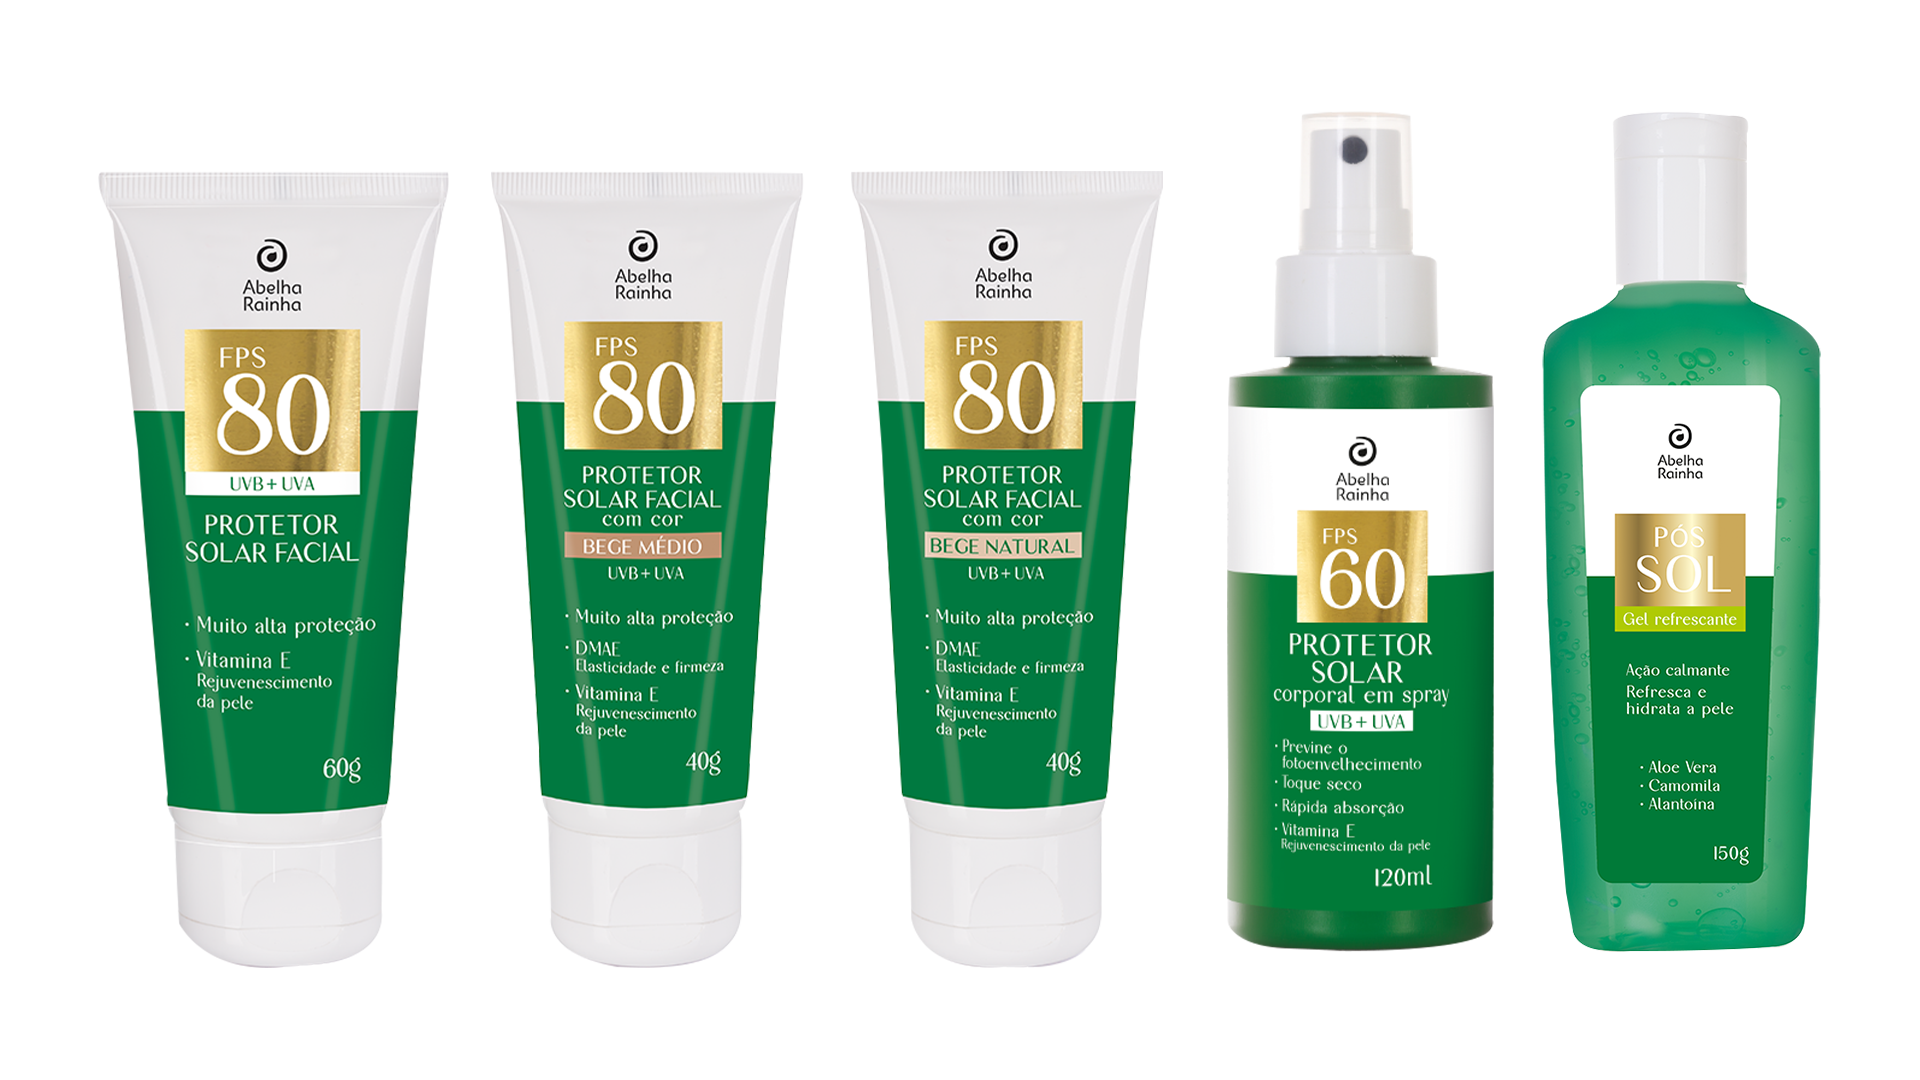 Abelha
Rainha
FPS
80
UVB + UVA
PROTETOR
SOLAR FACIAL
• Muito alta proteção
• Vitamina E
Rejuvenescimento
da pele
60g
Abelha
Rainha
FPS
80
PROTETOR
SOLAR FACIAL
com cor
BEGE MÉDIO
UVB + UVA
• Muito alta proteção
• DMAE
Elasticidade e firmeza
• Vitamina E
Rejuvenescimento
da pele
40g
Abelha
Rainha
FPS
80
PROTETOR
SOLAR FACIAL
com cor
BEGE NATURAL
UVB + UVA
• Muito alta proteção
• DMAE
Elasticidade e firmeza
• Vitamina E
Rejuvenescimento
da pele
40g
Abelha
Rainha
FPS
60
PROTETOR
SOLAR
corporal em spray
UVB + UVA
• Previne o
fotoenvelhecimento
• Toque seco
• Rápida absorção
• Vitamina E
Rejuvenescimento da pele
120ml
Abelha
Rainha
PÓS
SOL
Gel refrescante
Ação calmante
Refresca e
hidrata a pele
• Aloe Vera
• Camomila
• Alantoína
150g